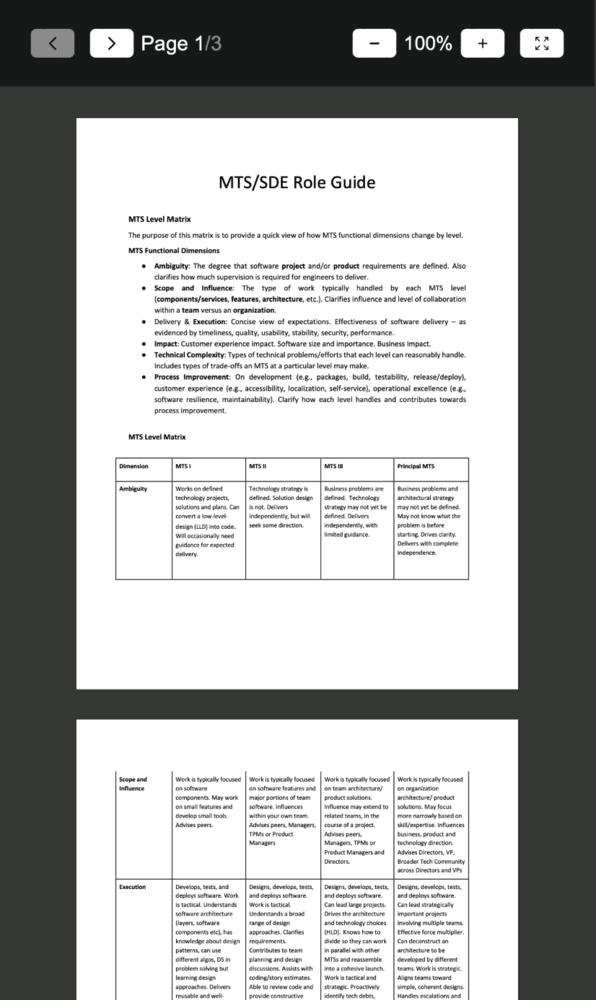 Page 1/3
100%
MTS/SDE Role Guide
MTS Level Matrix
The purpose of this matrix is to provide a quick view of how MTS functional dimensions change by level.
MTS Functional Dimensions
● Ambiguity: The degree that software project and/or product requirements are defined. Also
clarifies how much supervision is required for engineers to deliver.
● Scope and Influence: The type of work typically handled by each MTS level
(components/services, features, architecture, etc.). Clarifies influence and level of collaboration
within a team versus an organization.
● Delivery & Execution: Concise view of expectations. Effectiveness of software delivery – as
evidenced by timeliness, quality, usability, stability, security, performance.
● Impact: Customer experience impact. Software size and importance. Business impact.
● Technical Complexity: Types of technical problems/efforts that each level can reasonably handle.
Includes types of trade-offs an MTS at a particular level may make.
● Process Improvement: On development (e.g., packages, build, testability, release/deploy),
customer experience (e.g., accessibility, localization, self-service), operational excellence (e.g.,
software resilience, maintainability). Clarify how each level handles and contributes towards
process improvement.
MTS Level Matrix
Dimension
MTS I
MTS II
MTS III
Principal MTS
Ambiguity
Works on defined
technology projects,
solutions and plans. Can
convert a low-level-
design (LLD) into code.
Will occasionally need
guidance for expected
delivery.
Technology strategy is
defined. Solution design
is not. Delivers
independently, but will
seek some direction.
Business problems are
defined. Technology
strategy may not yet be
defined. Delivers
independently, with
limited guidance.
Business problems and
architectural strategy
may not yet be defined.
May not know what the
problem is before
starting. Drives clarity.
Delivers with complete
independence.
Scope and
Influence
Work is typically focused
on software
components. May work
on small features and
develop small tools.
Advises peers.
Work is typically focused
on software features and
major portions of team
software. Influences
within your own team.
Advises peers, Managers,
TPMs or Product
Managers
Work is typically focused
on team architecture/
product solutions.
Influence may extend to
related teams, in the
course of a project.
Advises peers,
Managers, TPMs or
Product Managers and
Directors.
Work is typically focused
on organization
architecture/ product
solutions. May focus
more narrowly based on
skill/expertise. Influences
business, product and
technology direction.
Advises Directors, VP,
Broader Tech Community
across Directors and VPs
Execution
Develops, tests, and
deploys software. Work
is tactical. Understands
software architecture
(layers, software
components etc), has
knowledge about design
patterns, can use
different algos, DS in
problem solving but
learning design
approaches. Delivers
reusable and well-
Designs, develops, tests,
and deploys software.
Work is tactical.
Understands a broad
range of design
approaches. Clarifies
requirements.
Contributes to team
planning and design
discussions. Assists with
coding/story estimates.
Able to review code and
provide constructive
Designs, develops, tests,
and deploys software.
Can lead large projects.
Drives the architecture
and technology choices
(HLD). Knows how to
divide so they can work
in parallel with other
MTSs and reassemble
into a cohesive launch.
Work is tactical and
strategic. Proactively
identify tech debts,
Designs, develops, tests,
and deploys software.
Can lead strategically
important projects
involving multiple teams.
Effective force multiplier.
Can deconstruct an
architecture to be
developed by different
teams. Work is strategic.
Aligns teams toward
simple, coherent designs.
Handles escalations and